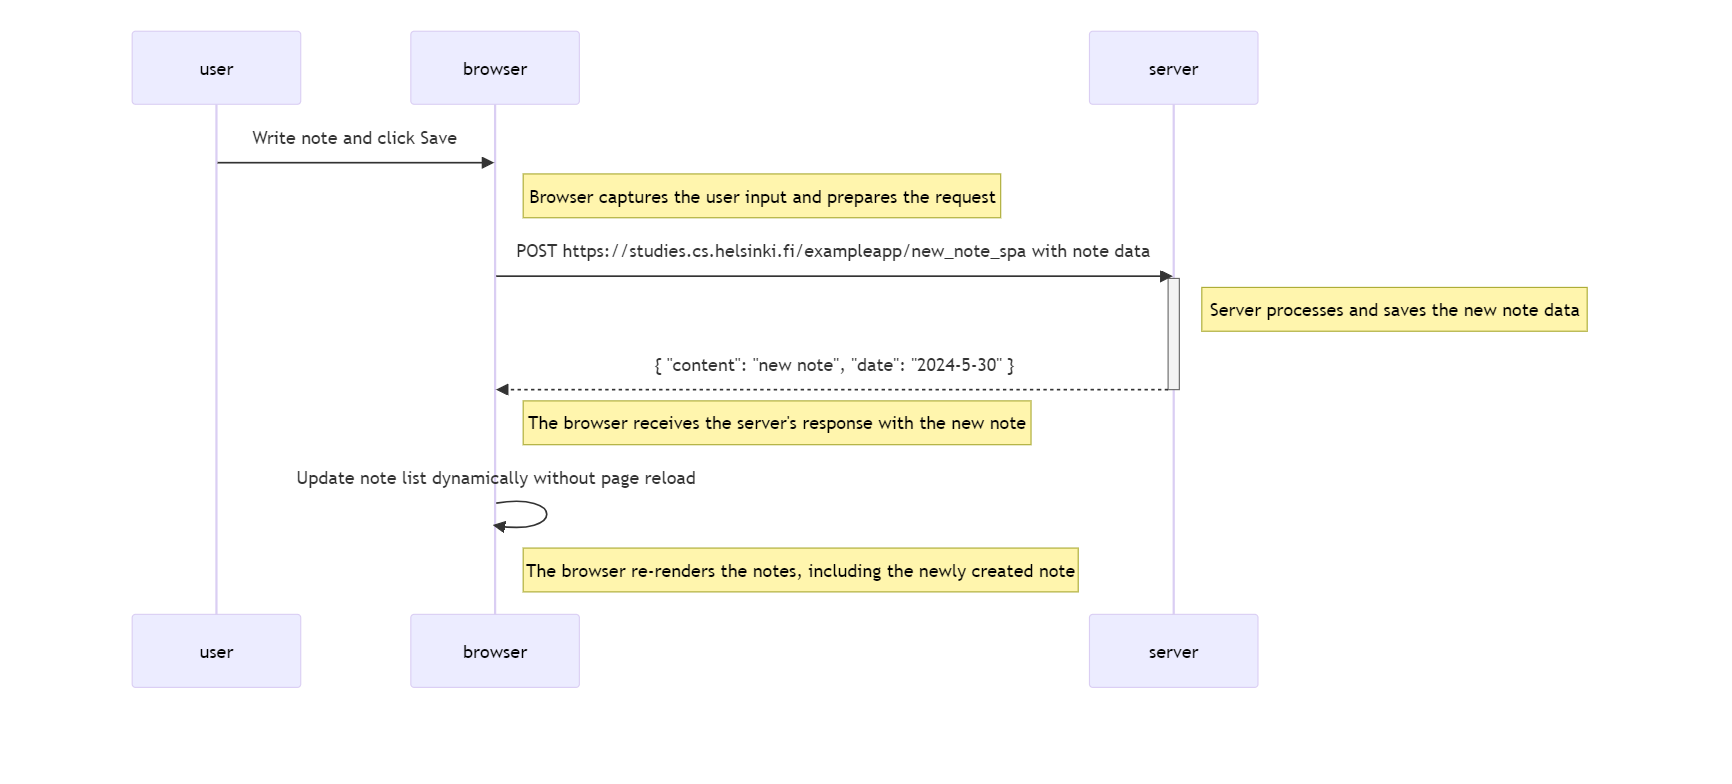 user
browser
server
Write note and click Save
Browser captures the user input and prepares the request
POST https://studies.cs.helsinki.fi/exampleapp/new_note_spa with note data
Server processes and saves the new note data
{ "content": "new note", "date": "2024-5-30" }
The browser receives the server's response with the new note
Update note list dynamically without page reload
The browser re-renders the notes, including the newly created note
user
browser
server